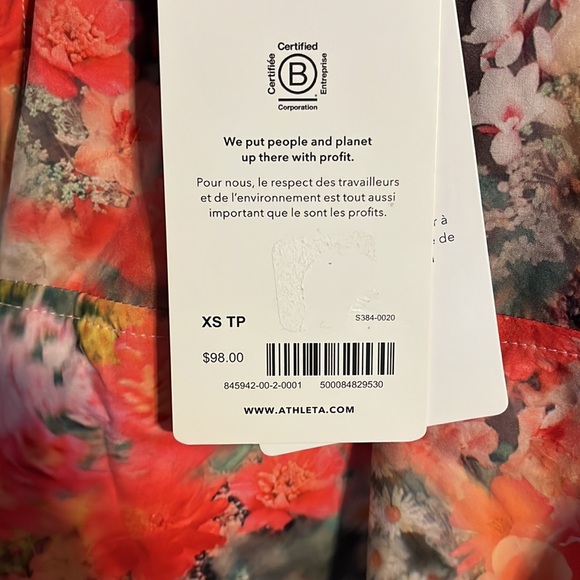 Certified
Certifiée
B
Entreprise
Corporation
We put people and planet
up there with profit.
Pour nous, le respect des travailleurs
et de l'environnement est tout aussi
important que le sont les profits.
à
de
XS TP
S384-0020
$98.00
845942-00-2-0001 500084829530
WWW.ATHLETA.COM